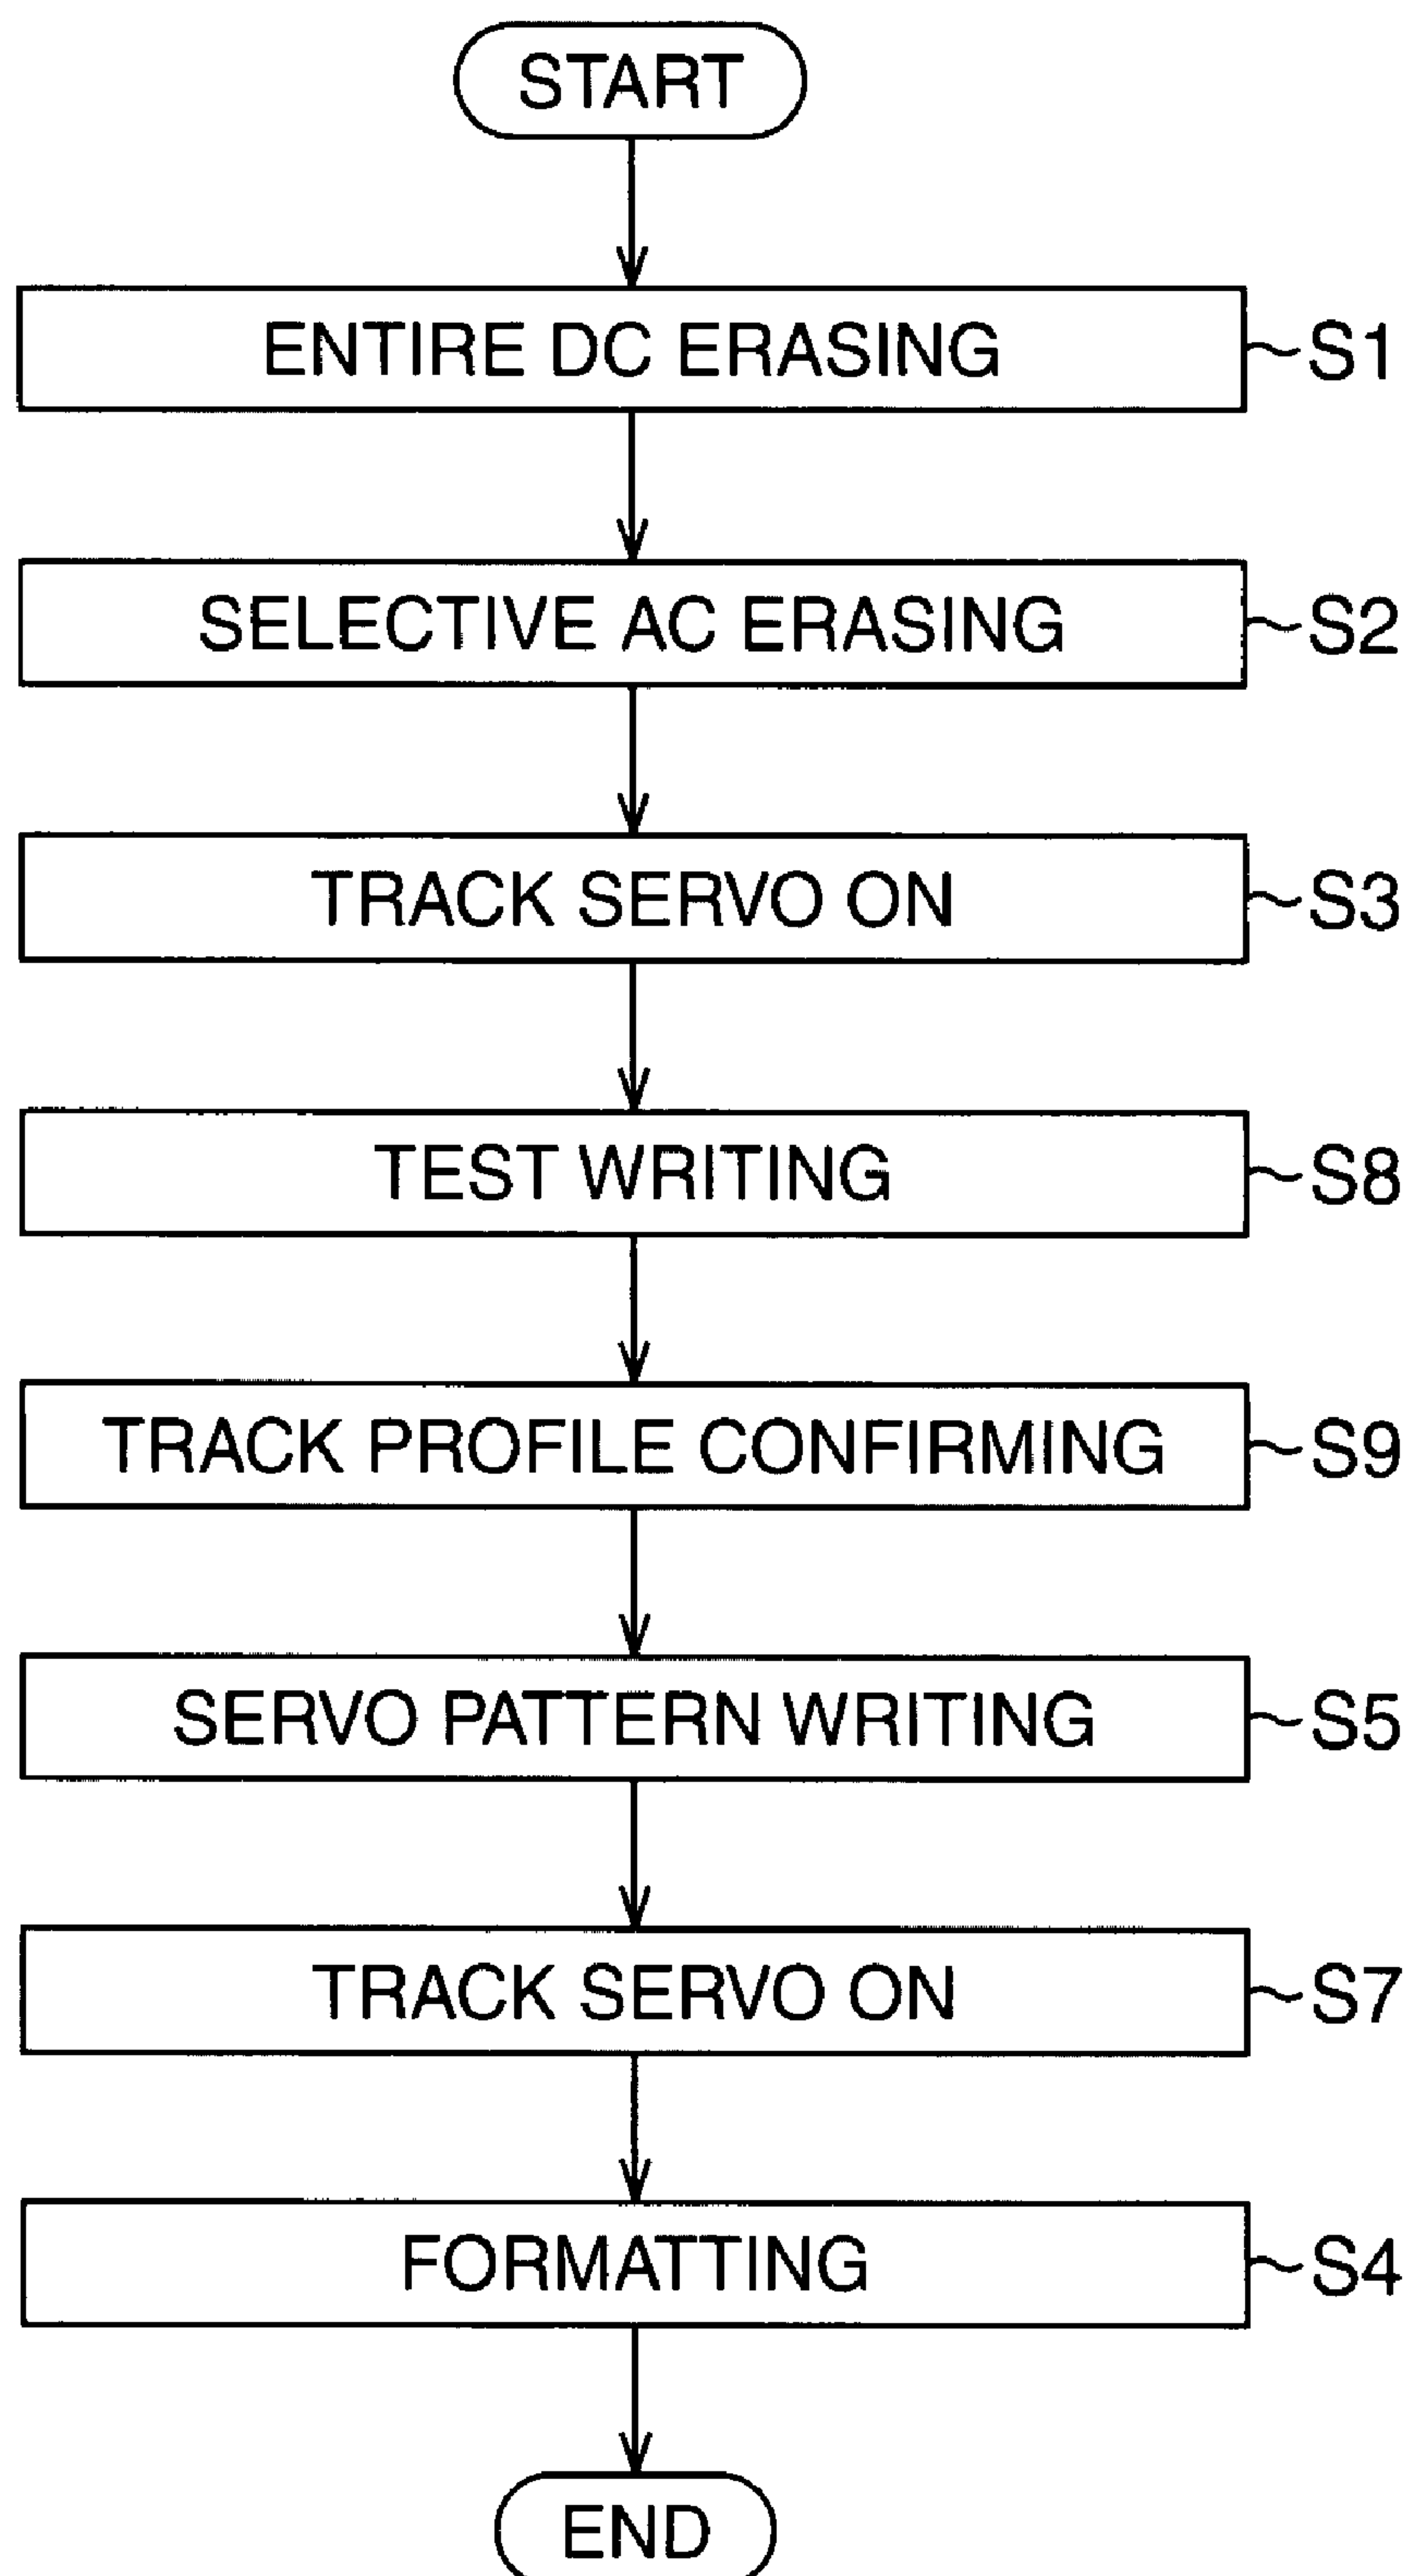 START
ENTIRE DC ERASING S1
SELECTIVE AC ERASING S2
TRACK SERVO ON S3
TEST WRITING S8
TRACK PROFILE CONFIRMING S9
SERVO PATTERN WRITING S5
TRACK SERVO ON S7
FORMATTING S4
END